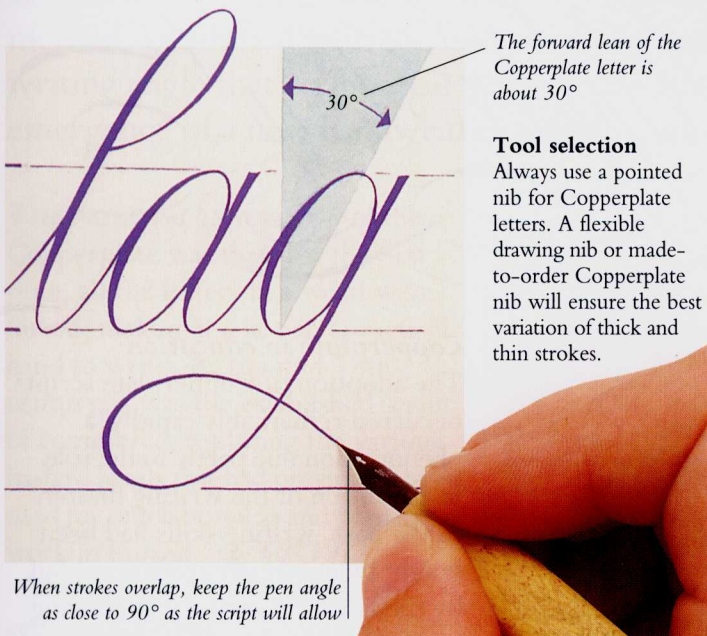 lag
30°
The forward lean of the
Copperplate letter is
about 30°
Tool selection
Always use a pointed
nib for Copperplate
letters. A flexible
drawing nib or made-
to-order Copperplate
nib will ensure the best
variation of thick and
thin strokes.
When strokes overlap, keep the pen angle
as close to 90° as the script will allow